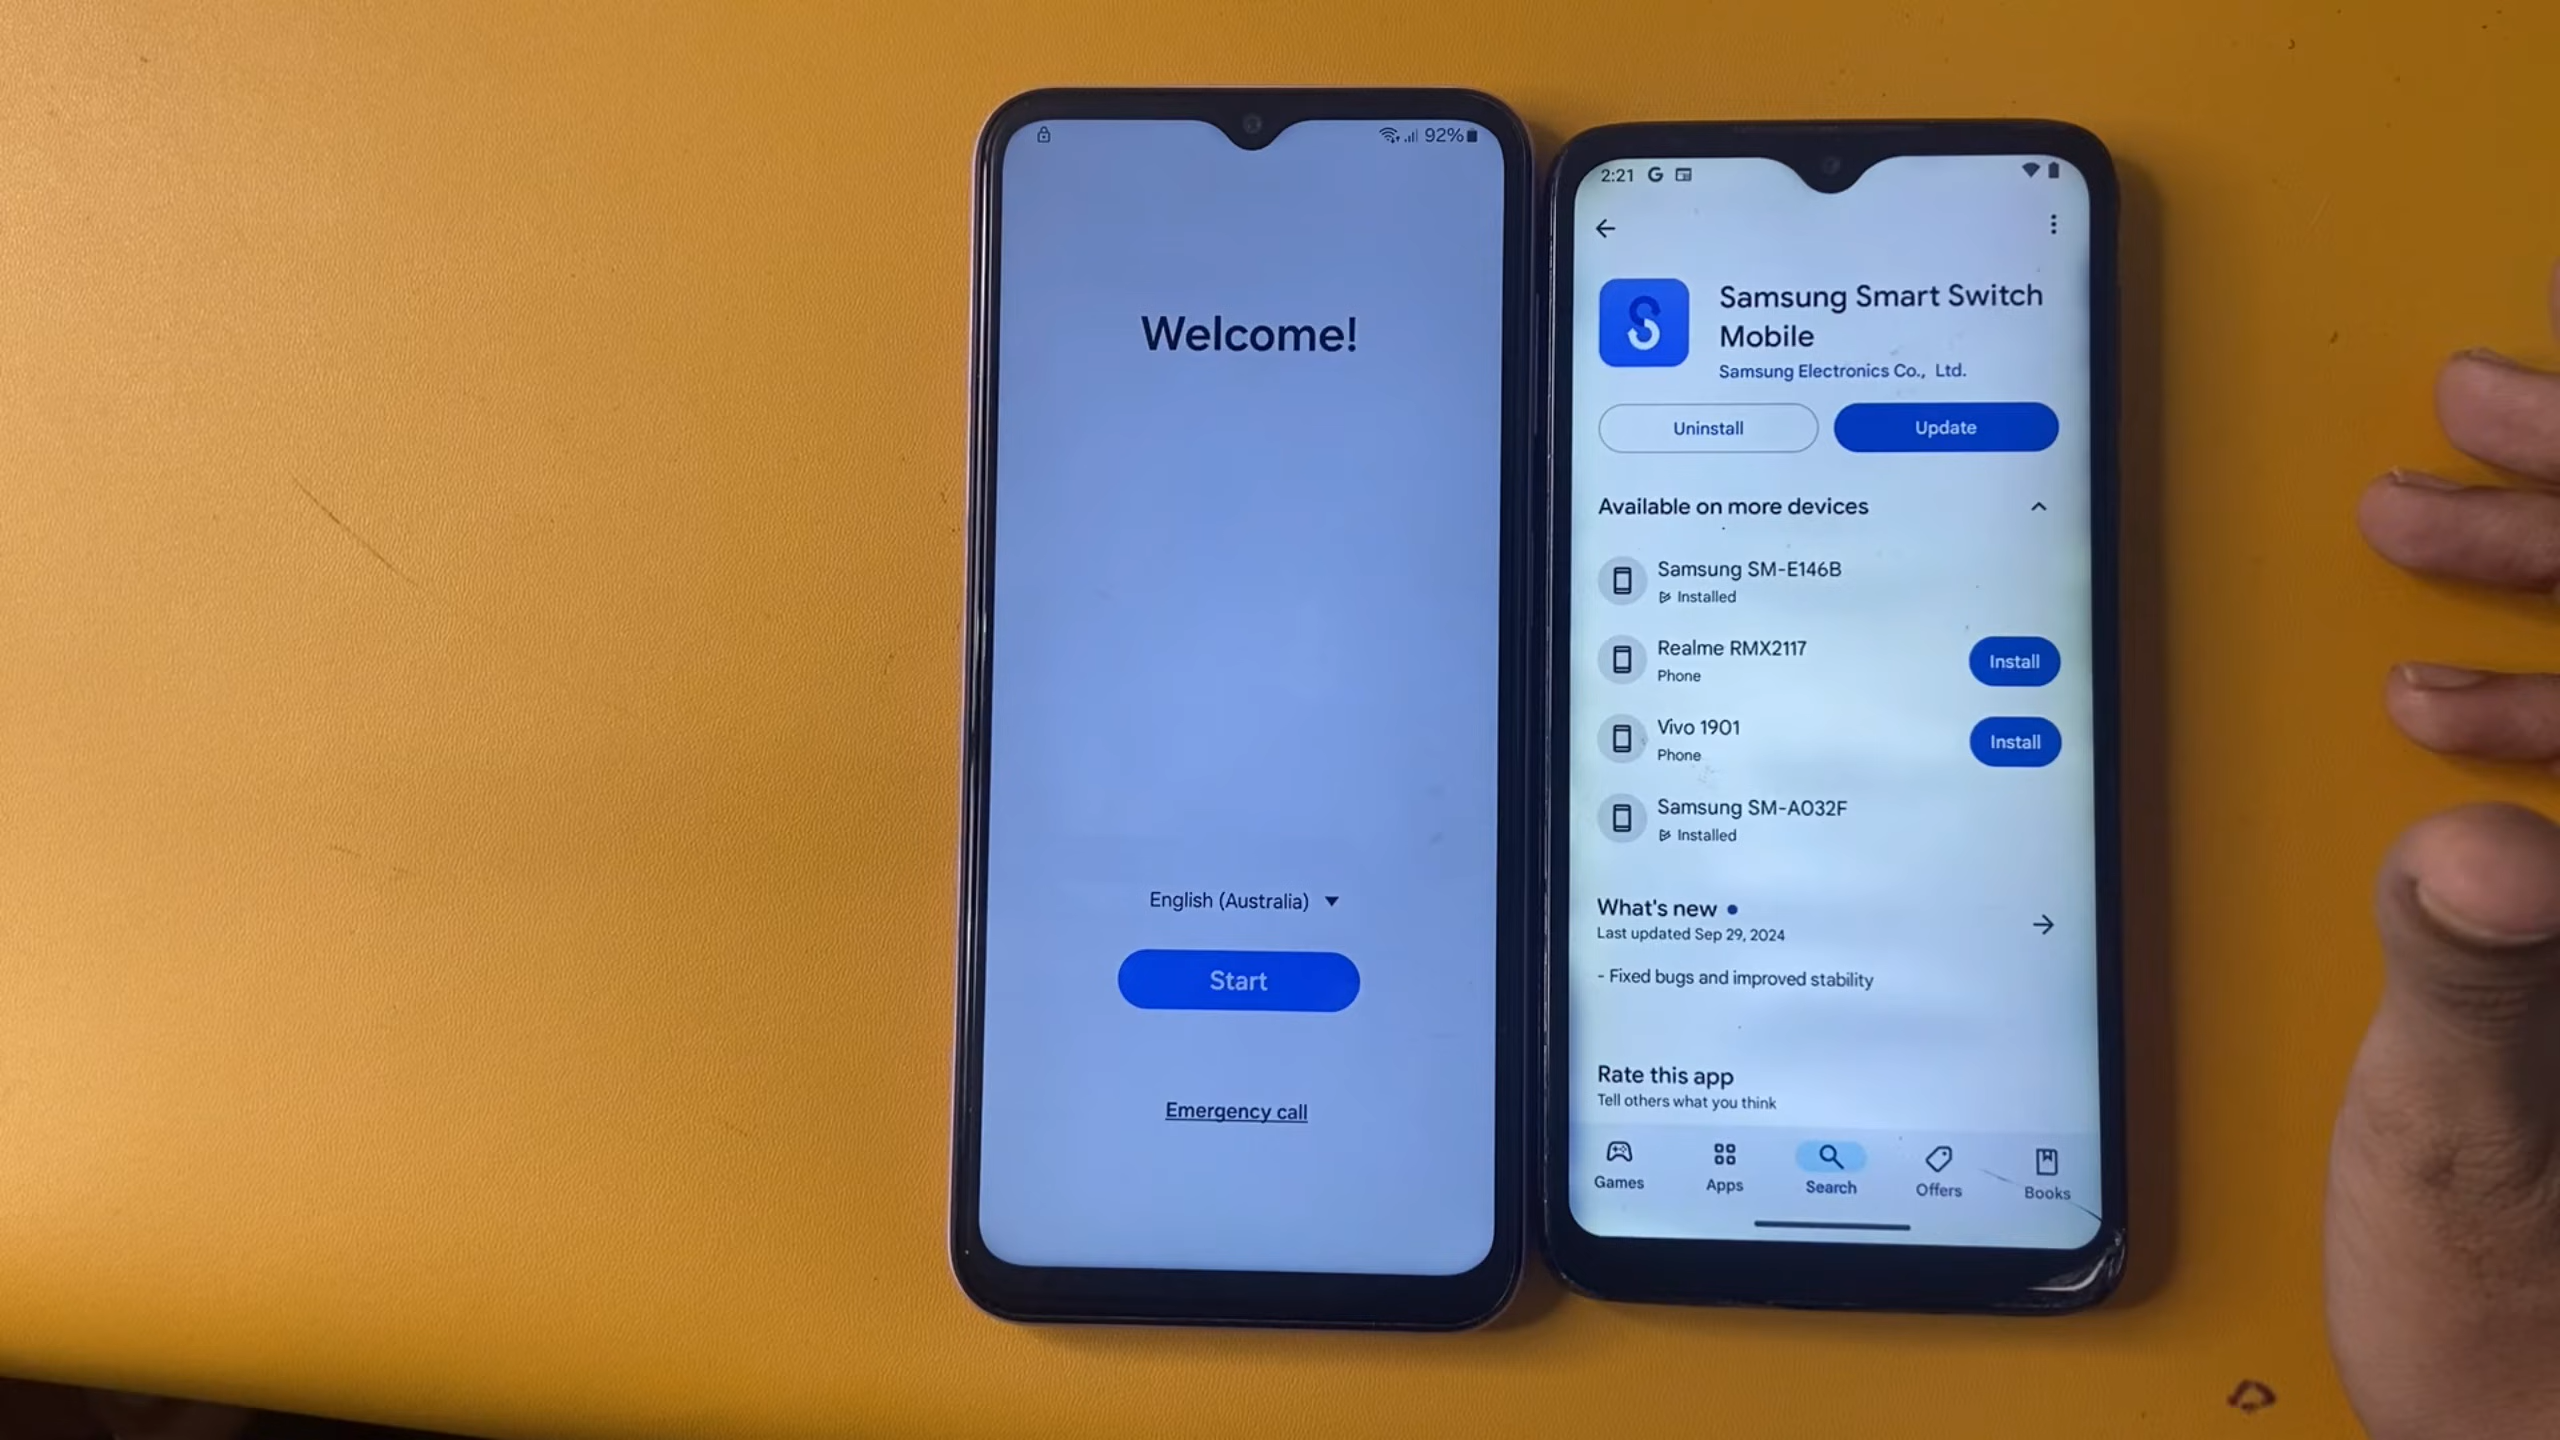 92%
Welcome!
English (Australia)
Start
Emergency call
2:21 G
Samsung Smart Switch
Mobile
Samsung Electronics Co., Ltd.
Uninstall
Update
Available on more devices
Samsung SM-E146B
Installed
Realme RMX2117
Phone
Install
Vivo 1901
Phone
Install
Samsung SM-A032F
Installed
What's new
Last updated Sep 29, 2024
- Fixed bugs and improved stability
Rate this app
Tell others what you think
Games
Apps
Search
Offers
Books